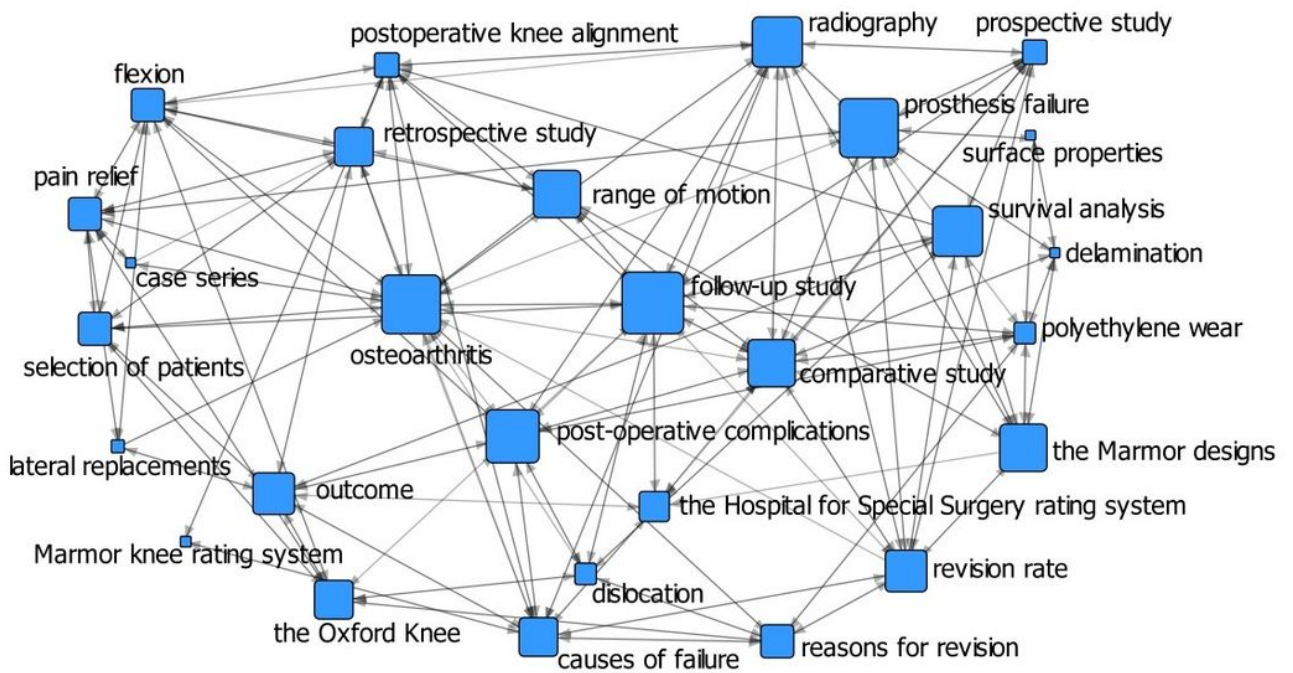 radiography
prospective study
postoperative knee alignment
flexion
prosthesis failure
retrospective study
surface properties
pain relief
range of motion
survival analysis
delamination
case series
follow-up study
polyethylene wear
osteoarthritis
selection of patients
comparative study
post-operative complications
the Marmor designs
lateral replacements
outcome
the Hospital for Special Surgery rating system
Marmor knee rating system
revision rate
dislocation
the Oxford Knee
reasons for revision
causes of failure